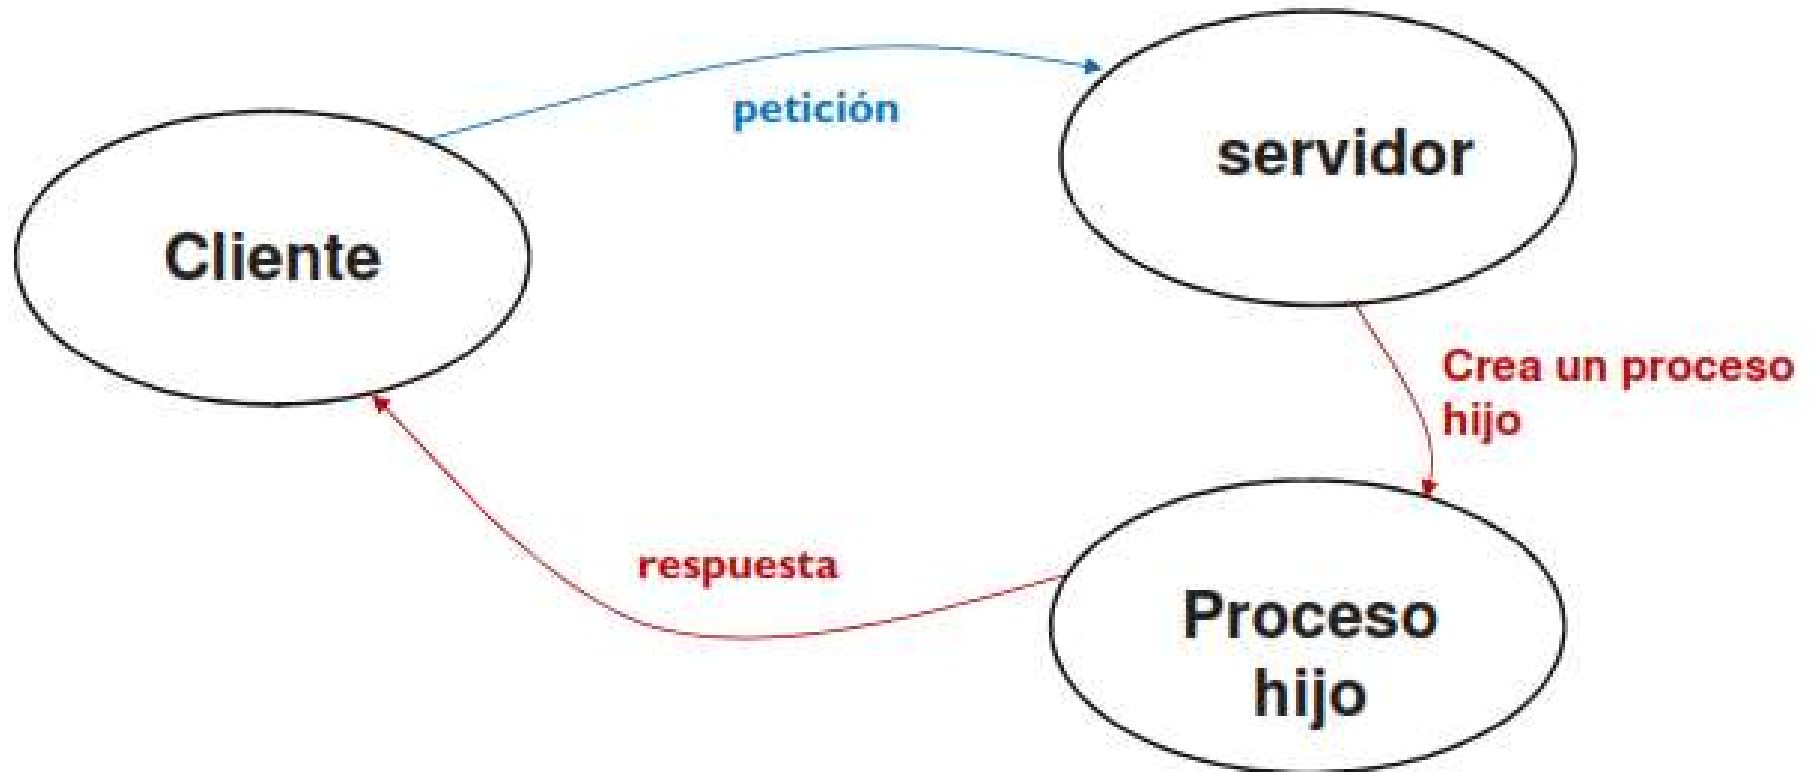 petición
servidor
Cliente
Crea un proceso
hijo
respuesta
Proceso
hijo